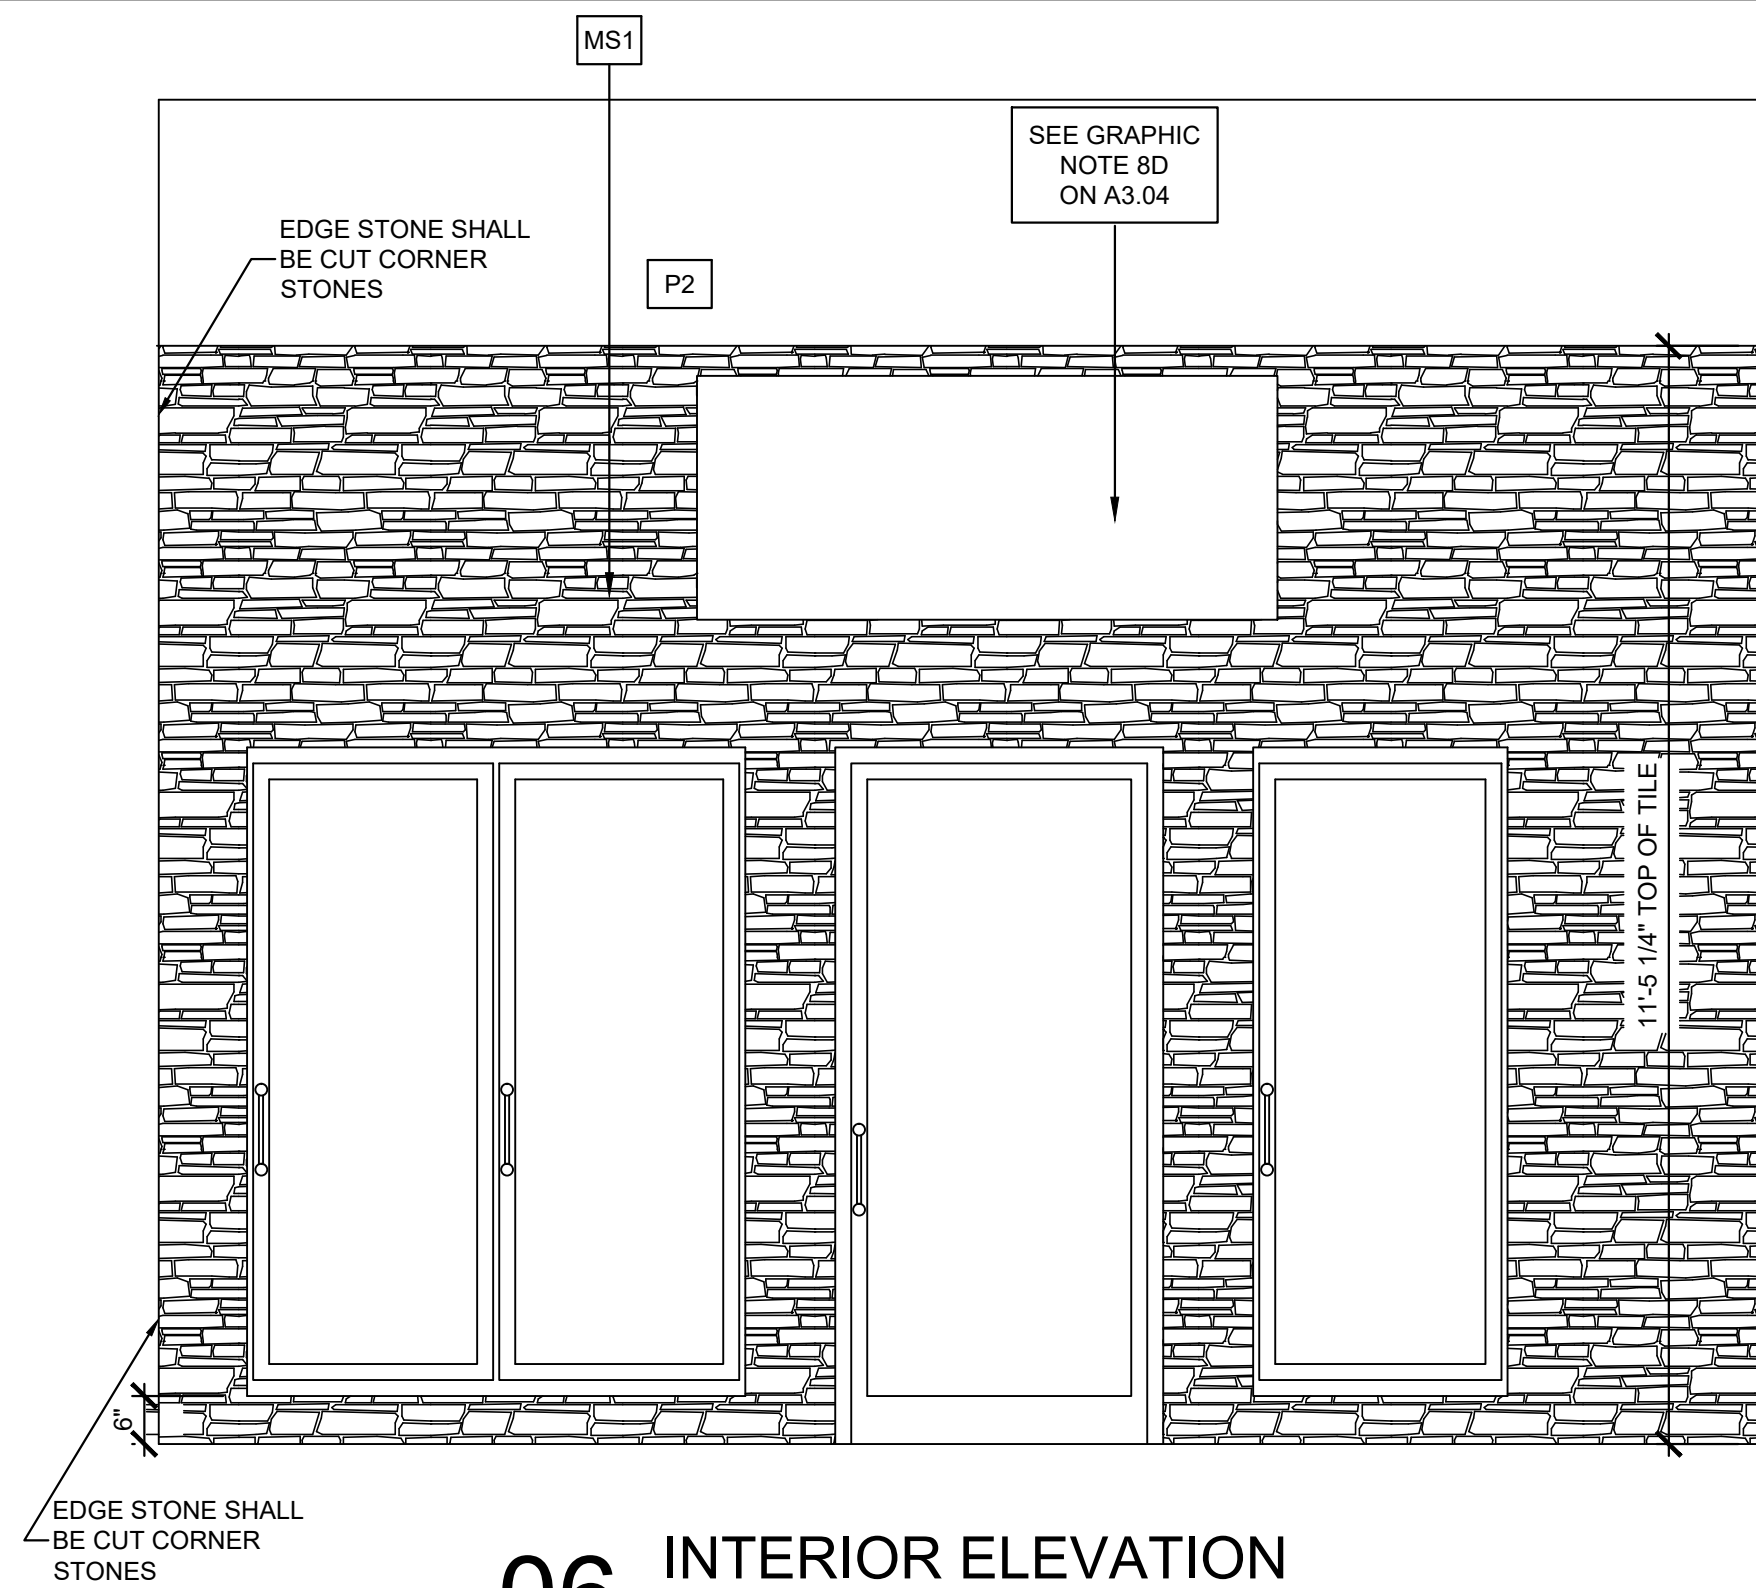 MS1
SEE GRAPHIC
NOTE 8D
ON A3.04
EDGE STONE SHALL
BE CUT CORNER
STONES
P2
11'-5 1/4" TOP OF TILE
6"
EDGE STONE SHALL
BE CUT CORNER
STONES
06
INTERIOR ELEVATION